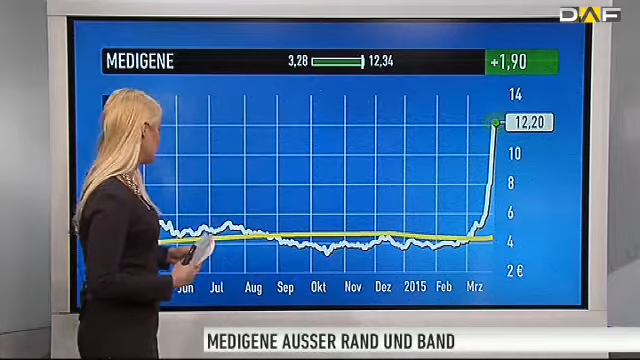 DAF
MEDIGENE 3,28 12,34 +1,90
14
12,20
10
8
6
4
2 €
Jun Jul Aug Sep Okt Nov Dez 2015 Feb Mrz
MEDIGENE AUSSER RAND UND BAND